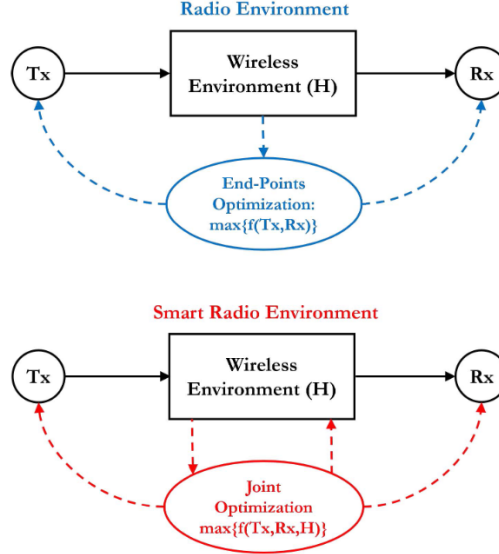 Radio Environment
Tx
Wireless
Environment (H)
Rx
End-Points
Optimization:
max{f(Tx,Rx)}
Smart Radio Environment
Tx
Wireless
Environment (H)
Rx
Joint
Optimization
max{f(Tx,Rx,H)}